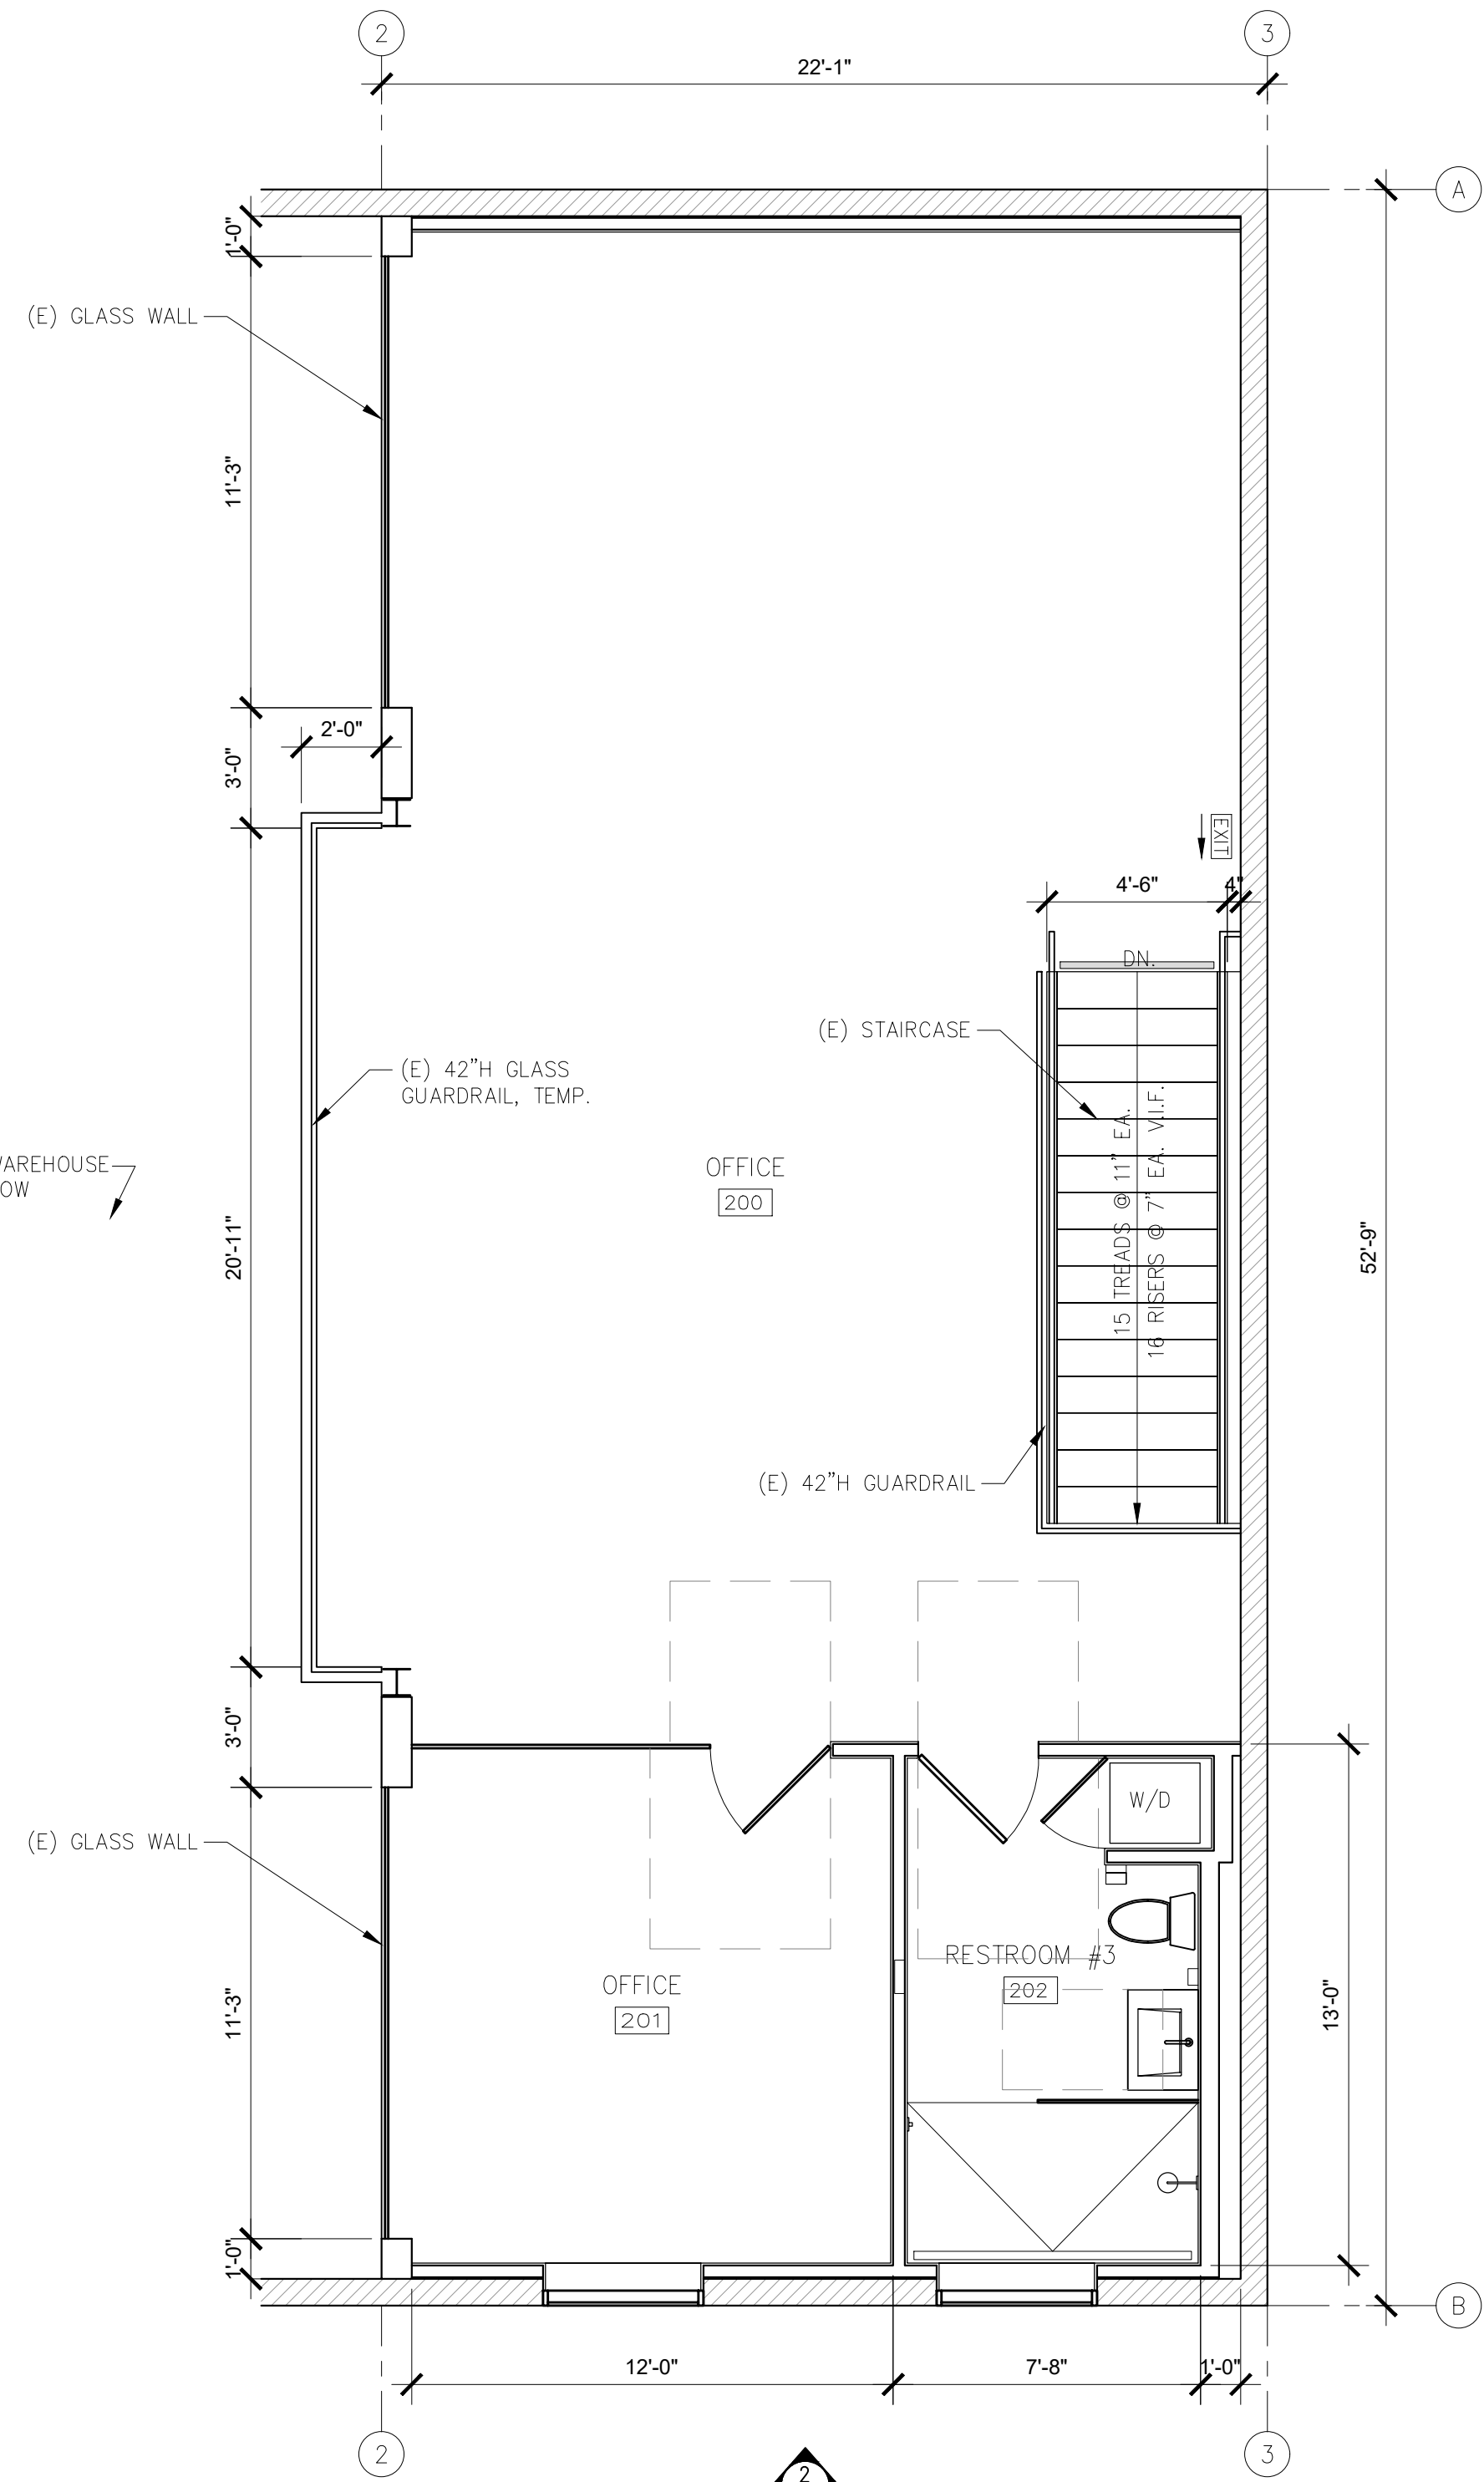 2
3
22'-1"
A
1'-0"
(E) GLASS WALL
11'-3"
2'-0"
3'-0"
EXIT
4'-6"
4"
DN.
(E) STAIRCASE
(E) 42"H GLASS
GUARDRAIL, TEMP.
15 TREADS @ 11" EA.
16 RISERS @ 7" EA. V.I.F.
WAREHOUSE
OW
OFFICE
200
20'-11"
52'-9"
(E) 42"H GUARDRAIL
3'-0"
W/D
(E) GLASS WALL
RESTROOM #3
202
OFFICE
201
11'-3"
13'-0"
1'-0"
B
12'-0"
7'-8"
1'-0"
2
3
2